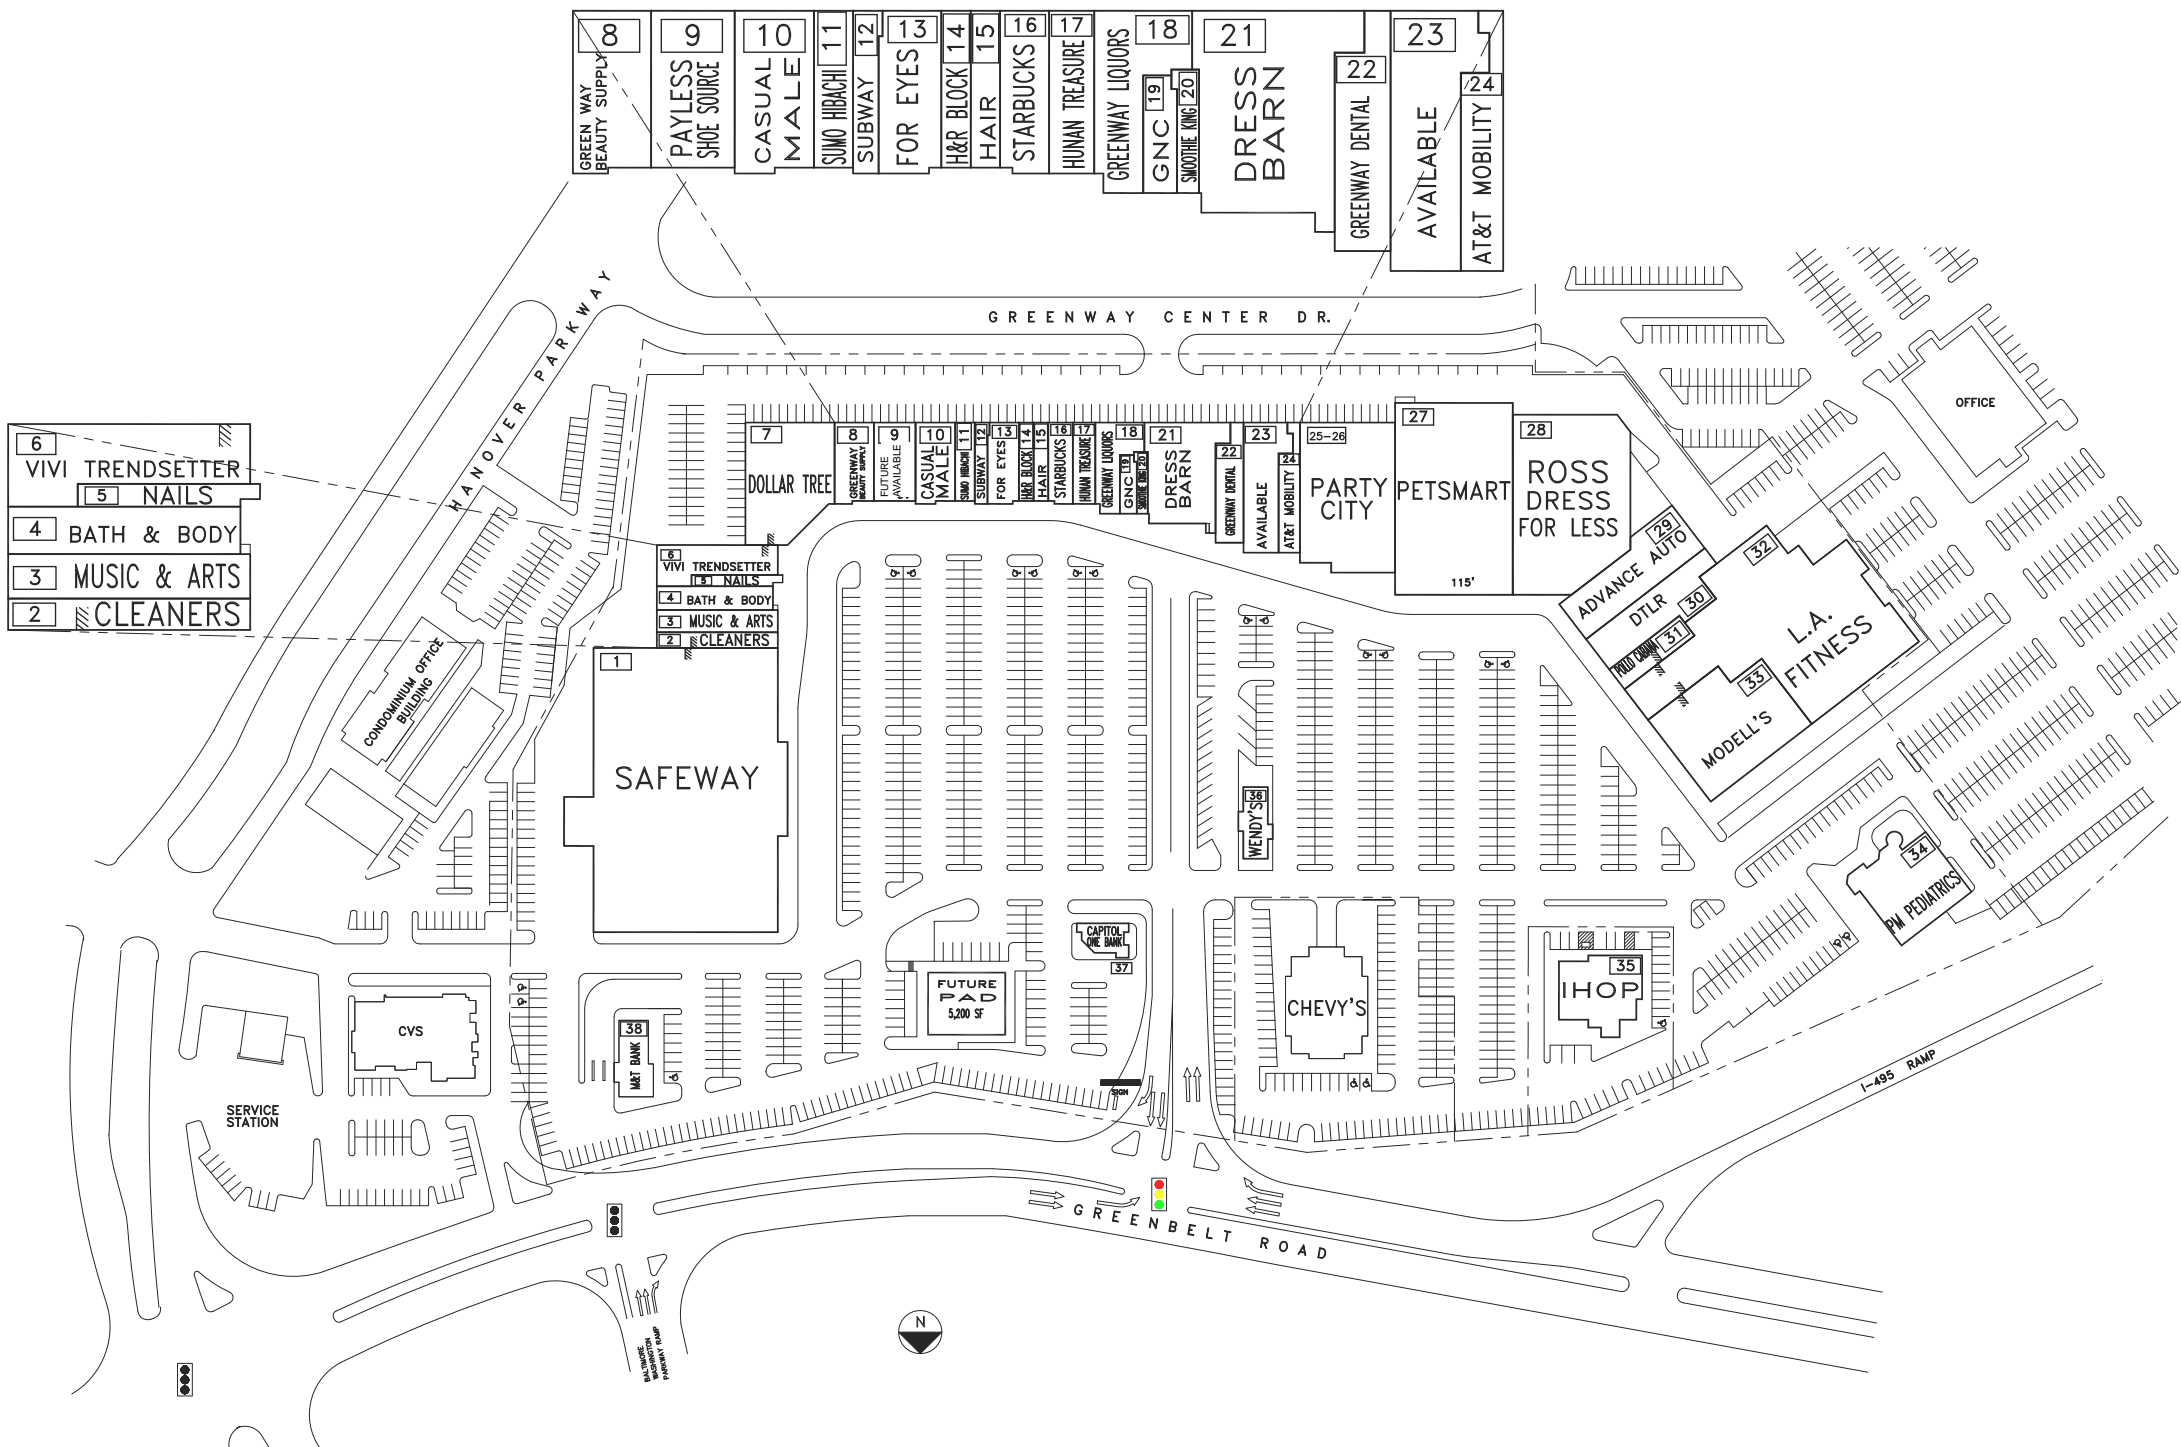 8
GREEN WAY
BEAUTY SUPPLY
9
PAYLESS
SHOE SOURCE
10
CASUAL
MALE
11
SUMO HIBACHI
12
SUBWAY
13
FOR EYES
14
H&R BLOCK
15
HAIR
16
STARBUCKS
17
HUNAN TREASURE
18
GREENWAY LIQUORS
19
GNC
20
SMOOTHIE KING
21
DRESS
BARN
22
GREENWAY DENTAL
23
AVAILABLE
24
AT&T MOBILITY
HANOVER PARKWAY
GREENWAY CENTER DR.
6
VIVI TRENDSETTER
5
NAILS
4
BATH & BODY
3
MUSIC & ARTS
2
CLEANERS
7
DOLLAR TREE
8
GREENWAY
BEAUTY SUPPLY
9
FUTURE
AVAILABLE
10
CASUAL
MALE
11
SUMO HIBACHI
12
SUBWAY
13
FOR EYES
14
H&R BLOCK
15
HAIR
16
STARBUCKS
17
HUNAN TREASURE
18
GREENWAY LIQUORS
19
GNC
20
SMOOTHIE KING
21
DRESS
BARN
22
GREENWAY DENTAL
23
AVAILABLE
24
AT&T MOBILITY
25-26
PARTY
CITY
27
PETSMART
115'
28
ROSS
DRESS
FOR LESS
29
ADVANCE AUTO
30
DTLR
31
POLLO CABANA
32
L.A.
FITNESS
33
MODELL'S
OFFICE
6
VIVI TRENDSETTER
5
NAILS
4
BATH & BODY
3
MUSIC & ARTS
2
CLEANERS
1
SAFEWAY
CONDOMINIUM OFFICE
BUILDING
36
WENDY'S
34
PM PEDIATRICS
CAPITOL
ONE BANK
37
FUTURE
PAD
5,200 SF
CHEVY'S
35
IHOP
CVS
38
M&T BANK
SERVICE
STATION
SIGN
I-495 RAMP
GREENBELT ROAD
BALTIMORE
WASHINGTON
PARKWAY RAMP
N